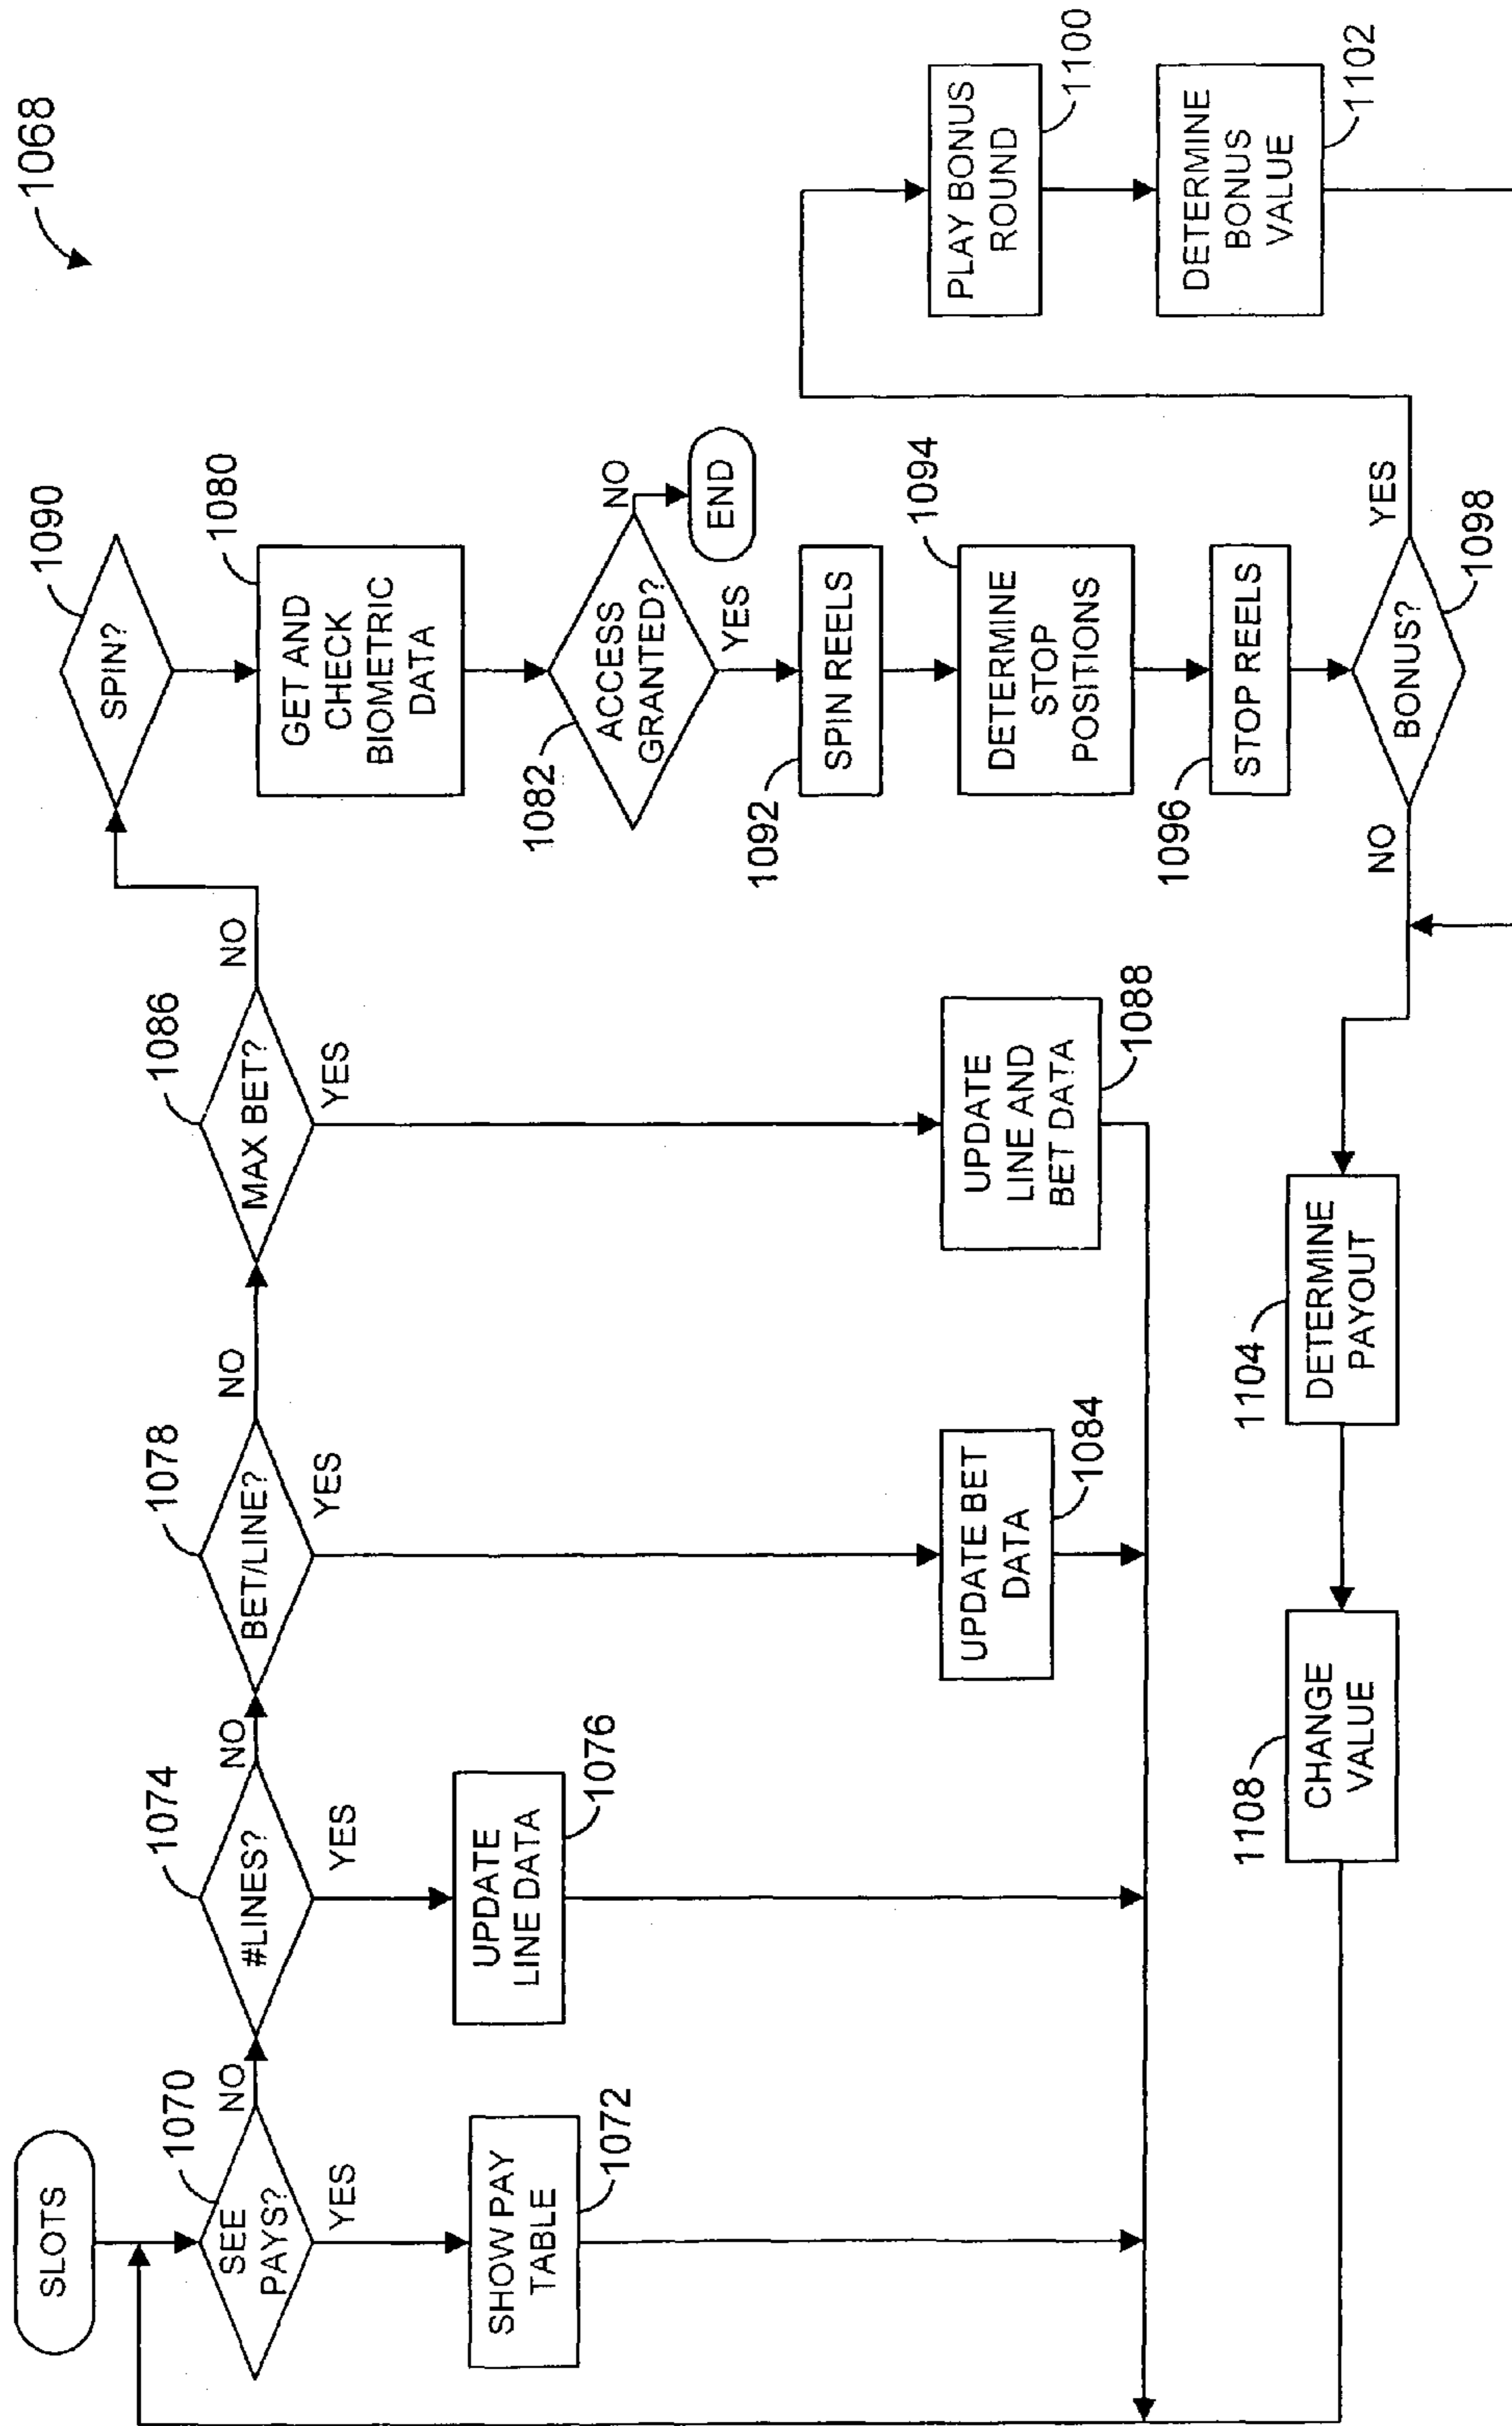 1068
SLOTS
1070
SEE
PAYS?
NO
YES
SHOW PAY
TABLE
1072
1074
#LINES?
NO
YES
UPDATE
LINE DATA
1076
1078
BET/LINE?
NO
YES
UPDATE BET
DATA
1084
1086
MAX BET?
NO
YES
UPDATE
LINE AND
BET DATA
1088
1090
SPIN?
1080
GET AND
CHECK
BIOMETRIC
DATA
1082
ACCESS
GRANTED?
NO
END
YES
1092
SPIN REELS
1094
DETERMINE
STOP
POSITIONS
1096
STOP REELS
BONUS?
1098
NO
YES
PLAY BONUS
ROUND
1100
DETERMINE
BONUS
VALUE
1102
1104
DETERMINE
PAYOUT
1108
CHANGE
VALUE